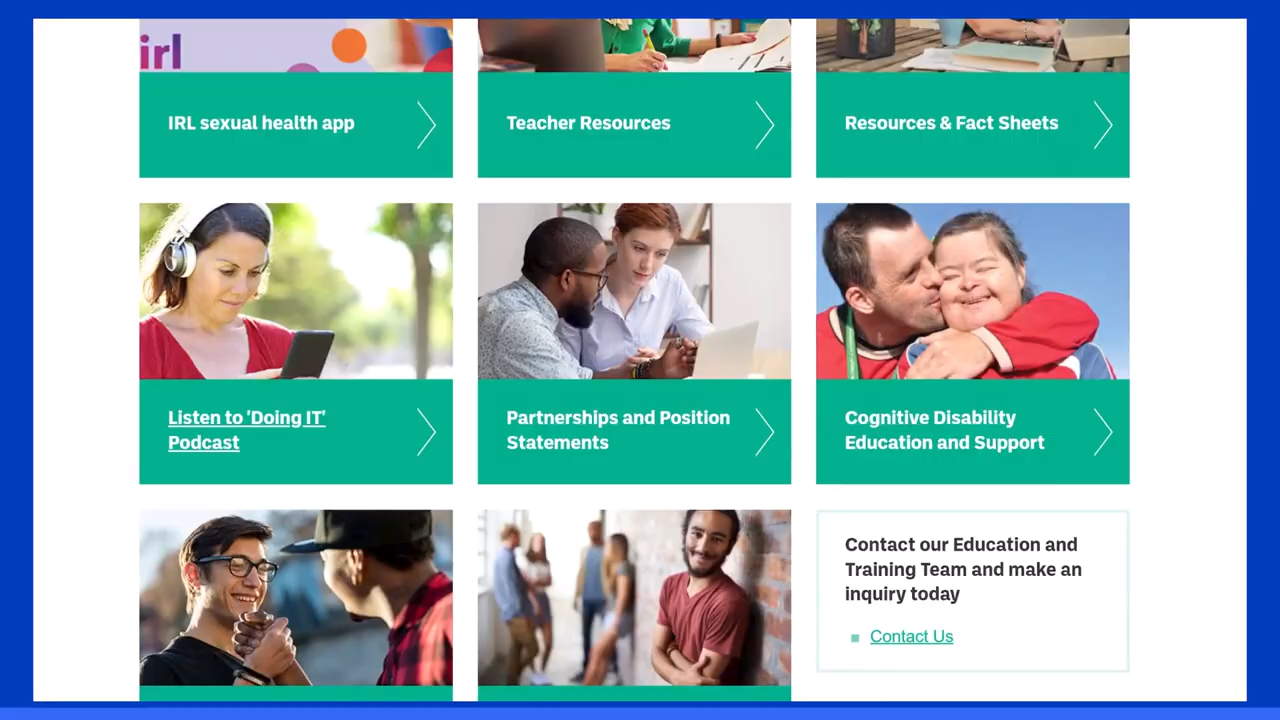 irl
IRL sexual health app
Teacher Resources
Resources & Fact Sheets
Listen to 'Doing IT'
Podcast
Partnerships and Position
Statements
Cognitive Disability
Education and Support
Contact our Education and
Training Team and make an
inquiry today
Contact Us